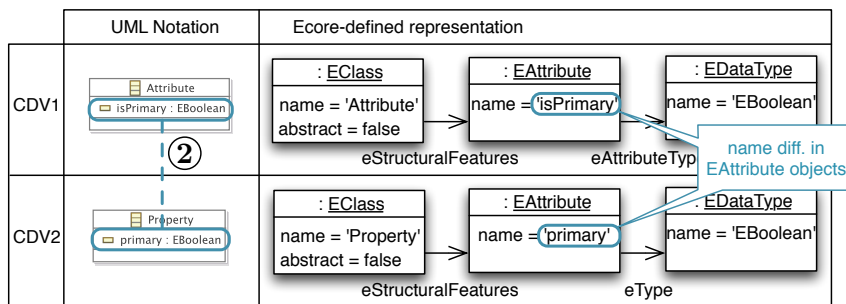 UML Notation
Ecore-defined representation
CDV1
Attribute
isPrimary : EBoolean
: EClass
name = 'Attribute'
abstract = false
: EAttribute
name = 'isPrimary'
: EDataType
name = 'EBoolean'
eStructuralFeatures
eAttributeType
name diff. in
EAttribute objects
2
CDV2
Property
primary : EBoolean
: EClass
name = 'Property'
abstract = false
: EAttribute
name = 'primary'
: EDataType
name = 'EBoolean'
eStructuralFeatures
eType